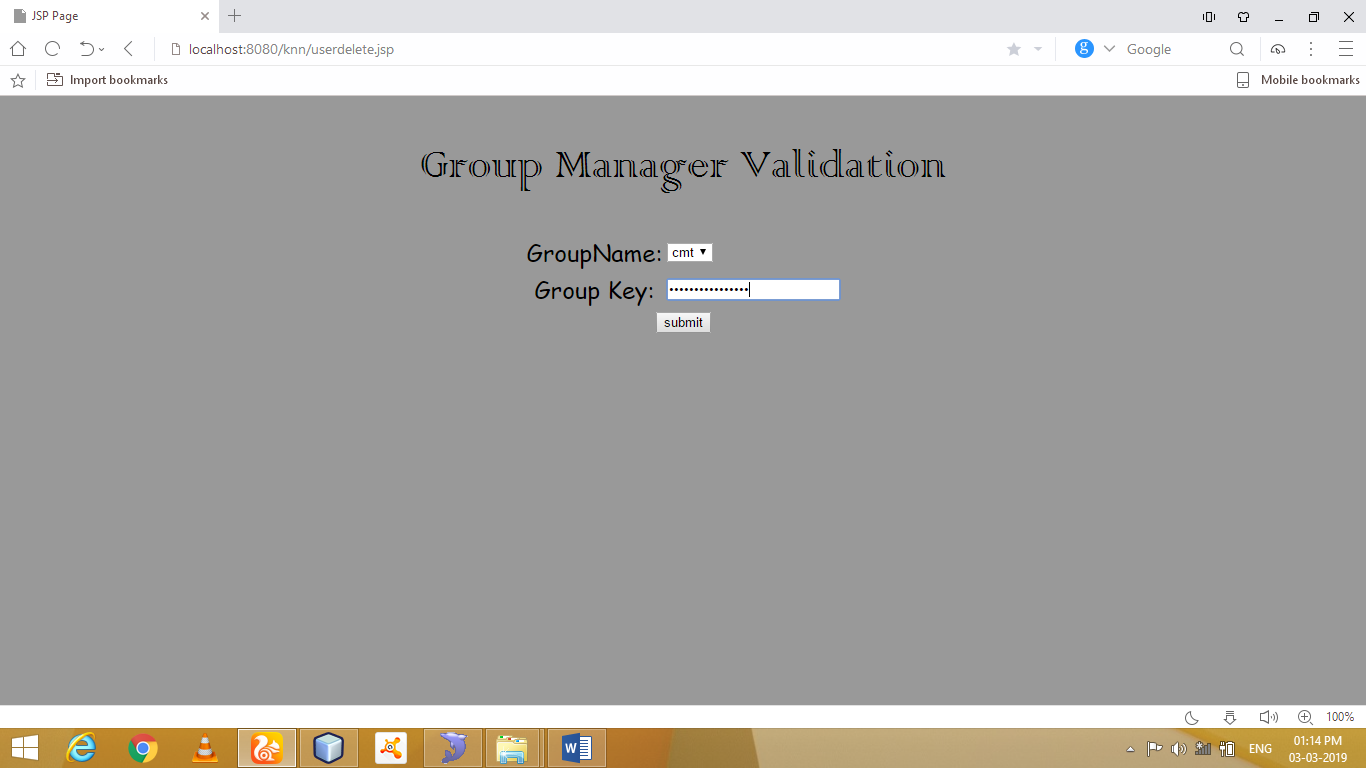 JSP Page
localhost:8080/knn/userdelete.jsp
Google
Import bookmarks
Mobile bookmarks
Group Manager Validation
GroupName: cmt
Group Key: ••••••••••••••••
submit
100%
ENG
01:14 PM
03-03-2019